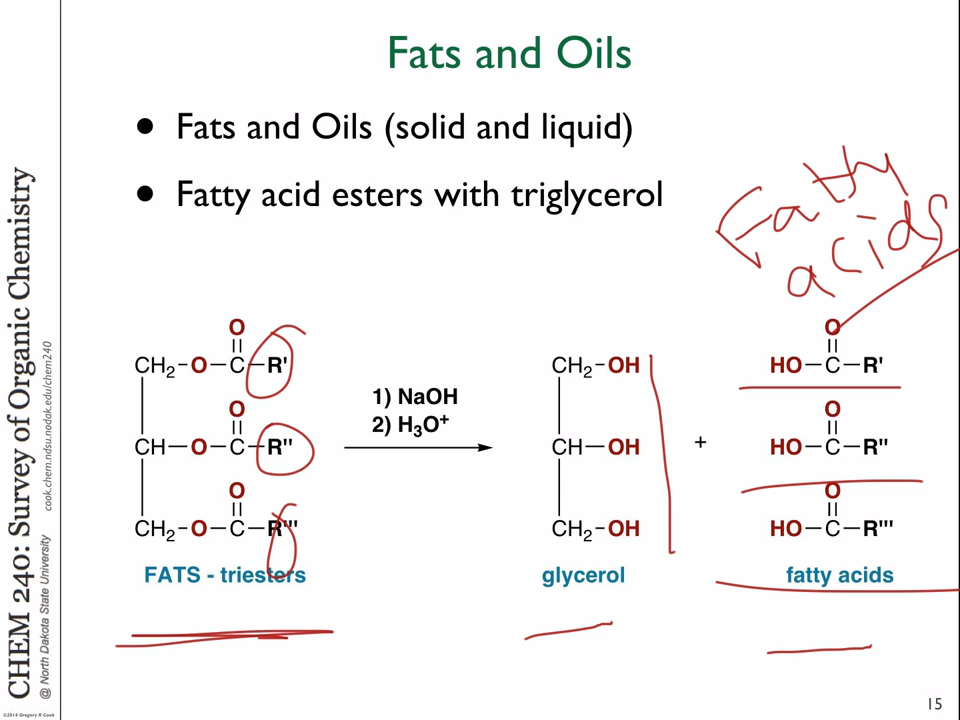 Fats and Oils
• Fats and Oils (solid and liquid)
• Fatty acid esters with triglycerol
Fatty
acids
O O
CH2-O-C-R' CH2-OH HO-C-R'
1) NaOH
O O
2) H3O+
CH-O-C-R" CH-OH + HO-C-R"
O O
CH2-O-C-R''' CH2-OH HO-C-R'''
FATS - triesters glycerol fatty acids
CHEM 240: Survey of Organic Chemistry
@ North Dakota State University cook.chem.ndsu.nodak.edu/chem240
©2014 Gregory R Cook
15